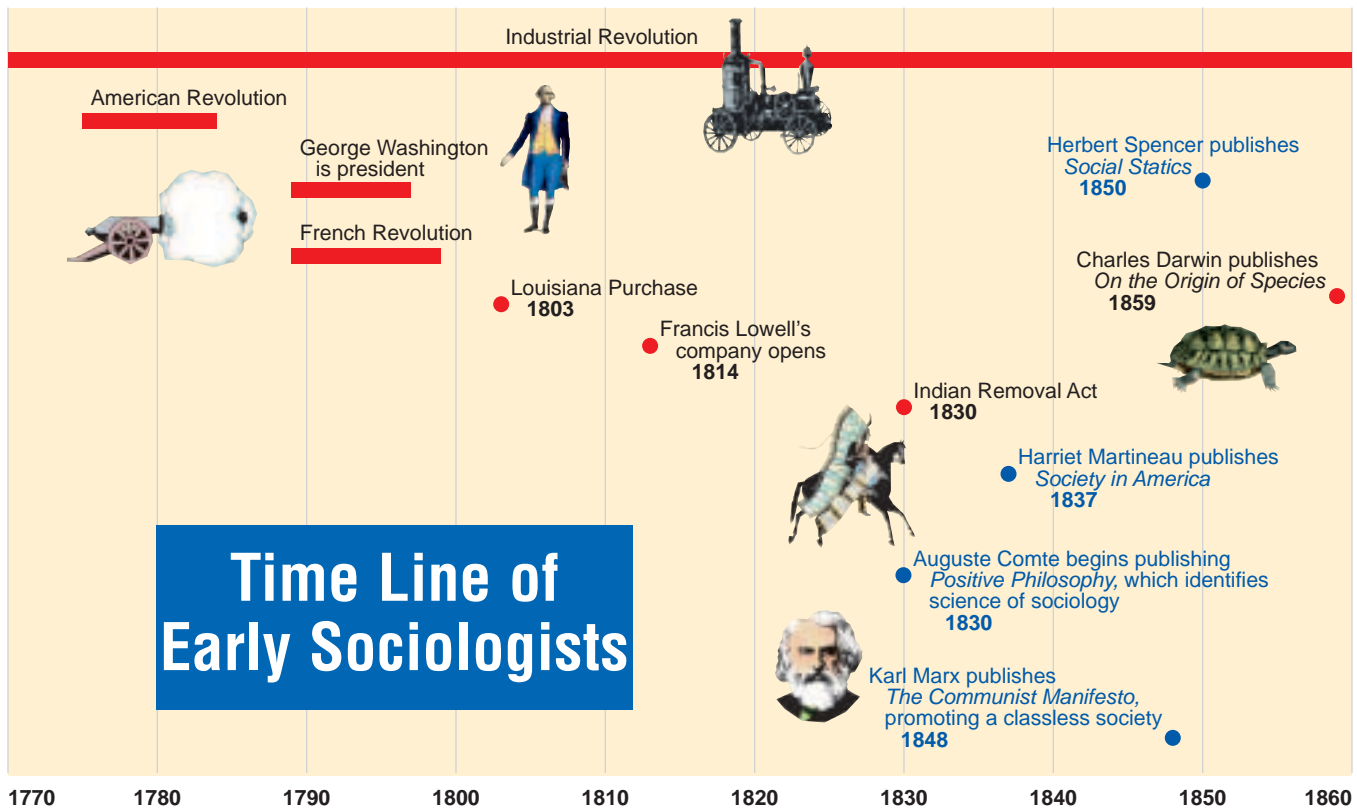 Industrial Revolution
American Revolution
George Washington
is president
French Revolution
Louisiana Purchase
1803
Francis Lowell's
company opens
1814
Herbert Spencer publishes
Social Statics
1850
Charles Darwin publishes
On the Origin of Species
1859
Indian Removal Act
1830
Harriet Martineau publishes
Society in America
1837
Auguste Comte begins publishing
Positive Philosophy, which identifies
science of sociology
1830
Karl Marx publishes
The Communist Manifesto,
promoting a classless society
1848
Time Line of
Early Sociologists
1770 1780 1790 1800 1810 1820 1830 1840 1850 1860